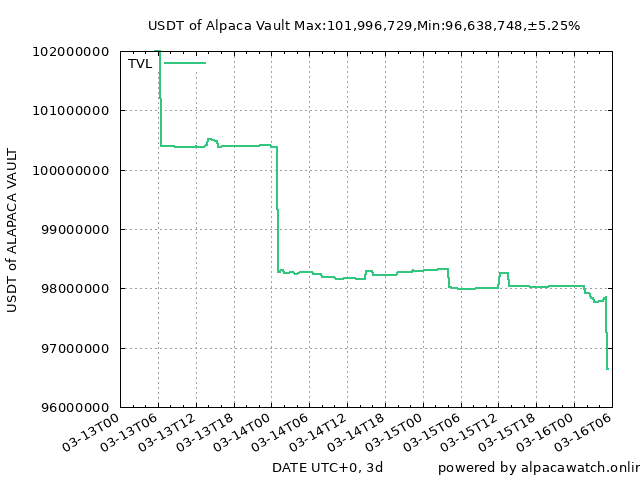 USDT of Alpaca Vault Max:101,996,729,Min:96,638,748,±5.25%
TVL
102000000
101000000
100000000
99000000
98000000
97000000
96000000
USDT of ALAPACA VAULT
03-13T00
03-13T06
03-13T12
03-13T18
03-14T00
03-14T06
03-14T12
03-14T18
03-15T00
03-15T06
03-15T12
03-15T18
03-16T00
03-16T06
DATE UTC+0, 3d
powered by alpacawatch.onlin